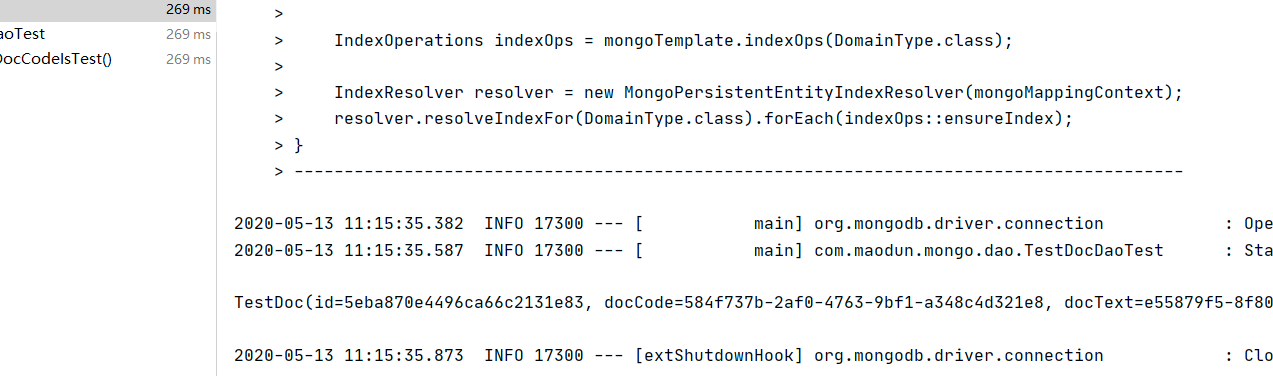 269 ms
aoTest 269 ms
DocCodeIsTest() 269 ms
>
>     IndexOperations indexOps = mongoTemplate.indexOps(DomainType.class);
>
>     IndexResolver resolver = new MongoPersistentEntityIndexResolver(mongoMappingContext);
>     resolver.resolveIndexFor(DomainType.class).forEach(indexOps::ensureIndex);
> }
> -----------------------------------------------------------------------------------------
2020-05-13 11:15:35.382  INFO 17300 --- [           main] org.mongodb.driver.connection            : Ope
2020-05-13 11:15:35.587  INFO 17300 --- [           main] com.maodun.mongo.dao.TestDocDaoTest      : Sta
TestDoc(id=5eba870e4496ca66c2131e83, docCode=584f737b-2af0-4763-9bf1-a348c4d321e8, docText=e55879f5-8f80
2020-05-13 11:15:35.873  INFO 17300 --- [extShutdownHook] org.mongodb.driver.connection            : Clo